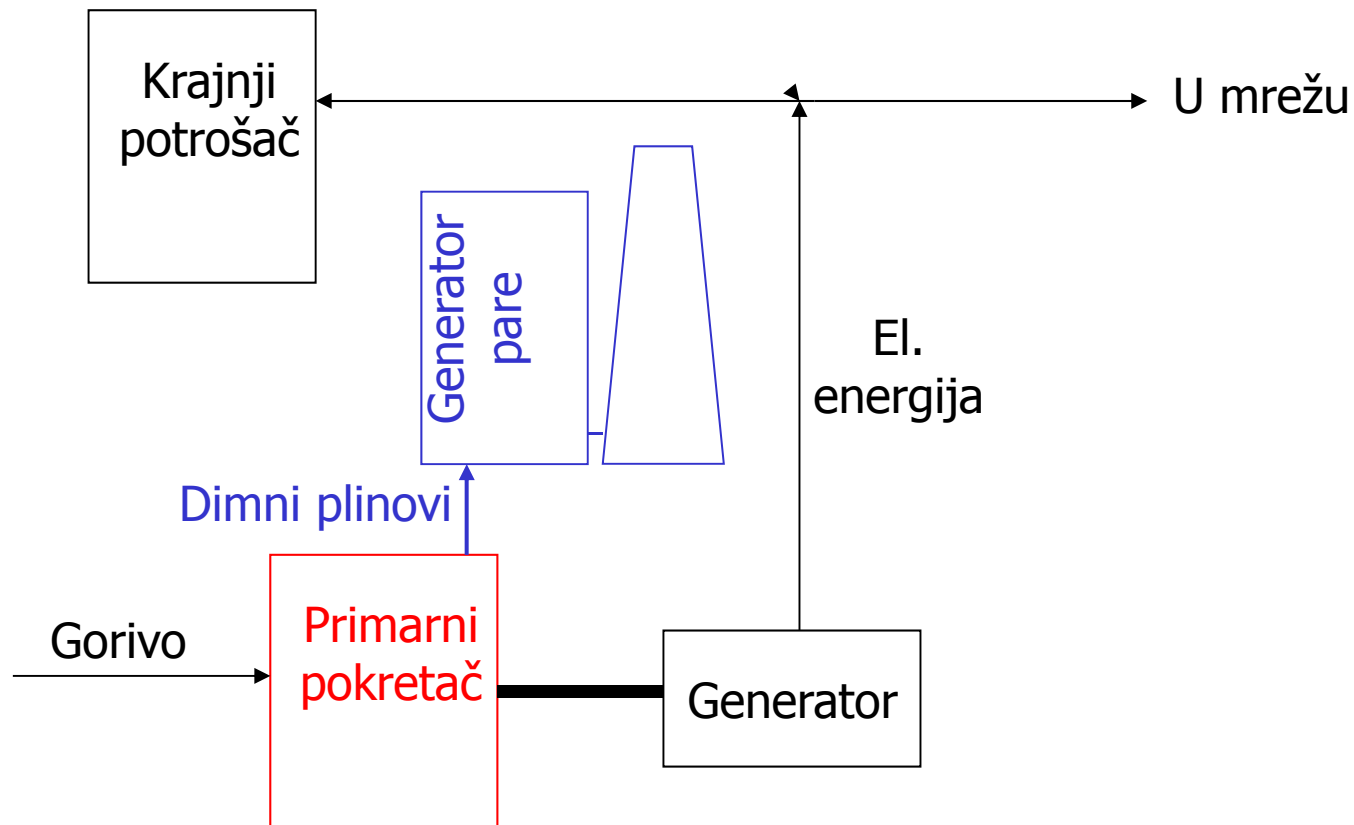 Krajnji
potrošač
U mrežu
Generator
pare
El.
energija
Dimni plinovi
Gorivo
Primarni
pokretač
Generator